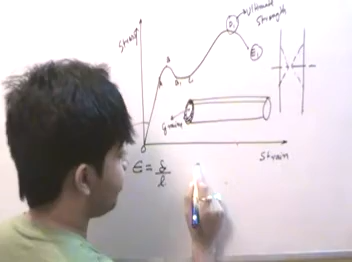 Ultimate
Strength
D,
Stress
B
E,
A
B,
C
Strain
ε = δ
l